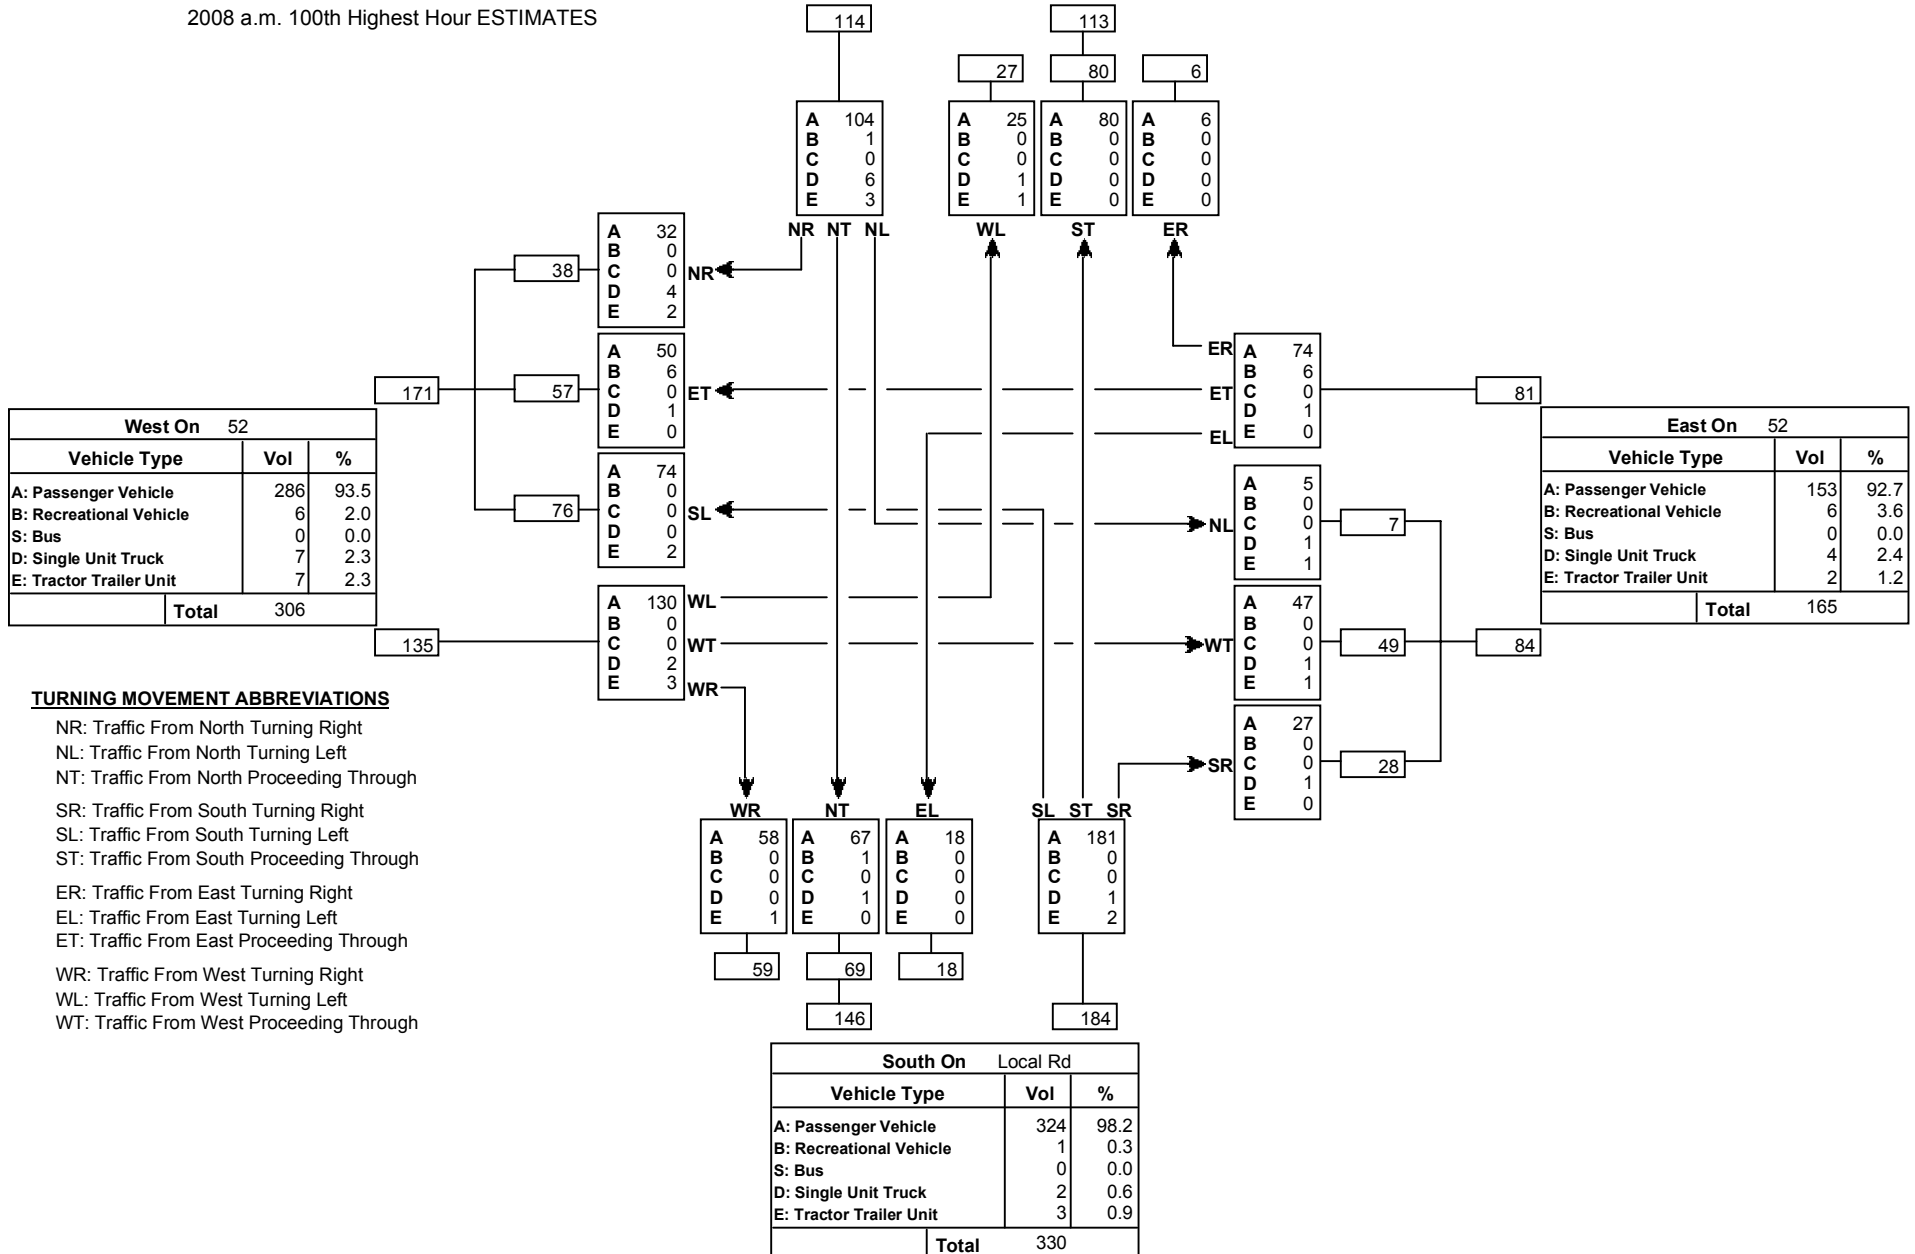 2008 a.m. 100th Highest Hour ESTIMATES
114
113
27
80
6
A 104
B 1
C 0
D 6
E 3
A 25
B 0
C 0
D 1
E 1
A 80
B 0
C 0
D 0
E 0
A 6
B 0
C 0
D 0
E 0
NR NT NL
WL
ST
ER
38
A 32
B 0
C 0
D 4
E 2
NR
171
57
A 50
B 6
C 0
D 1
E 0
ET
76
A 74
B 0
C 0
D 0
E 2
SL
135
A 130
B 0
C 0
D 2
E 3
WL
WT
WR
ER
ET
EL
A 74
B 6
C 0
D 1
E 0
81
NL
A 5
B 0
C 0
D 1
E 1
7
WT
A 47
B 0
C 0
D 1
E 1
49
84
SR
A 27
B 0
C 0
D 1
E 0
28
West On 52
Vehicle Type Vol %
A: Passenger Vehicle 286 93.5
B: Recreational Vehicle 6 2.0
S: Bus 0 0.0
D: Single Unit Truck 7 2.3
E: Tractor Trailer Unit 7 2.3
Total 306
East On 52
Vehicle Type Vol %
A: Passenger Vehicle 153 92.7
B: Recreational Vehicle 6 3.6
S: Bus 0 0.0
D: Single Unit Truck 4 2.4
E: Tractor Trailer Unit 2 1.2
Total 165
TURNING MOVEMENT ABBREVIATIONS
NR: Traffic From North Turning Right
NL: Traffic From North Turning Left
NT: Traffic From North Proceeding Through
SR: Traffic From South Turning Right
SL: Traffic From South Turning Left
ST: Traffic From South Proceeding Through
ER: Traffic From East Turning Right
EL: Traffic From East Turning Left
ET: Traffic From East Proceeding Through
WR: Traffic From West Turning Right
WL: Traffic From West Turning Left
WT: Traffic From West Proceeding Through
WR
NT
EL
SL ST SR
A 58
B 0
C 0
D 0
E 1
A 67
B 1
C 0
D 1
E 0
A 18
B 0
C 0
D 0
E 0
A 181
B 0
C 0
D 1
E 2
59
69
18
146
184
South On Local Rd
Vehicle Type Vol %
A: Passenger Vehicle 324 98.2
B: Recreational Vehicle 1 0.3
S: Bus 0 0.0
D: Single Unit Truck 2 0.6
E: Tractor Trailer Unit 3 0.9
Total 330